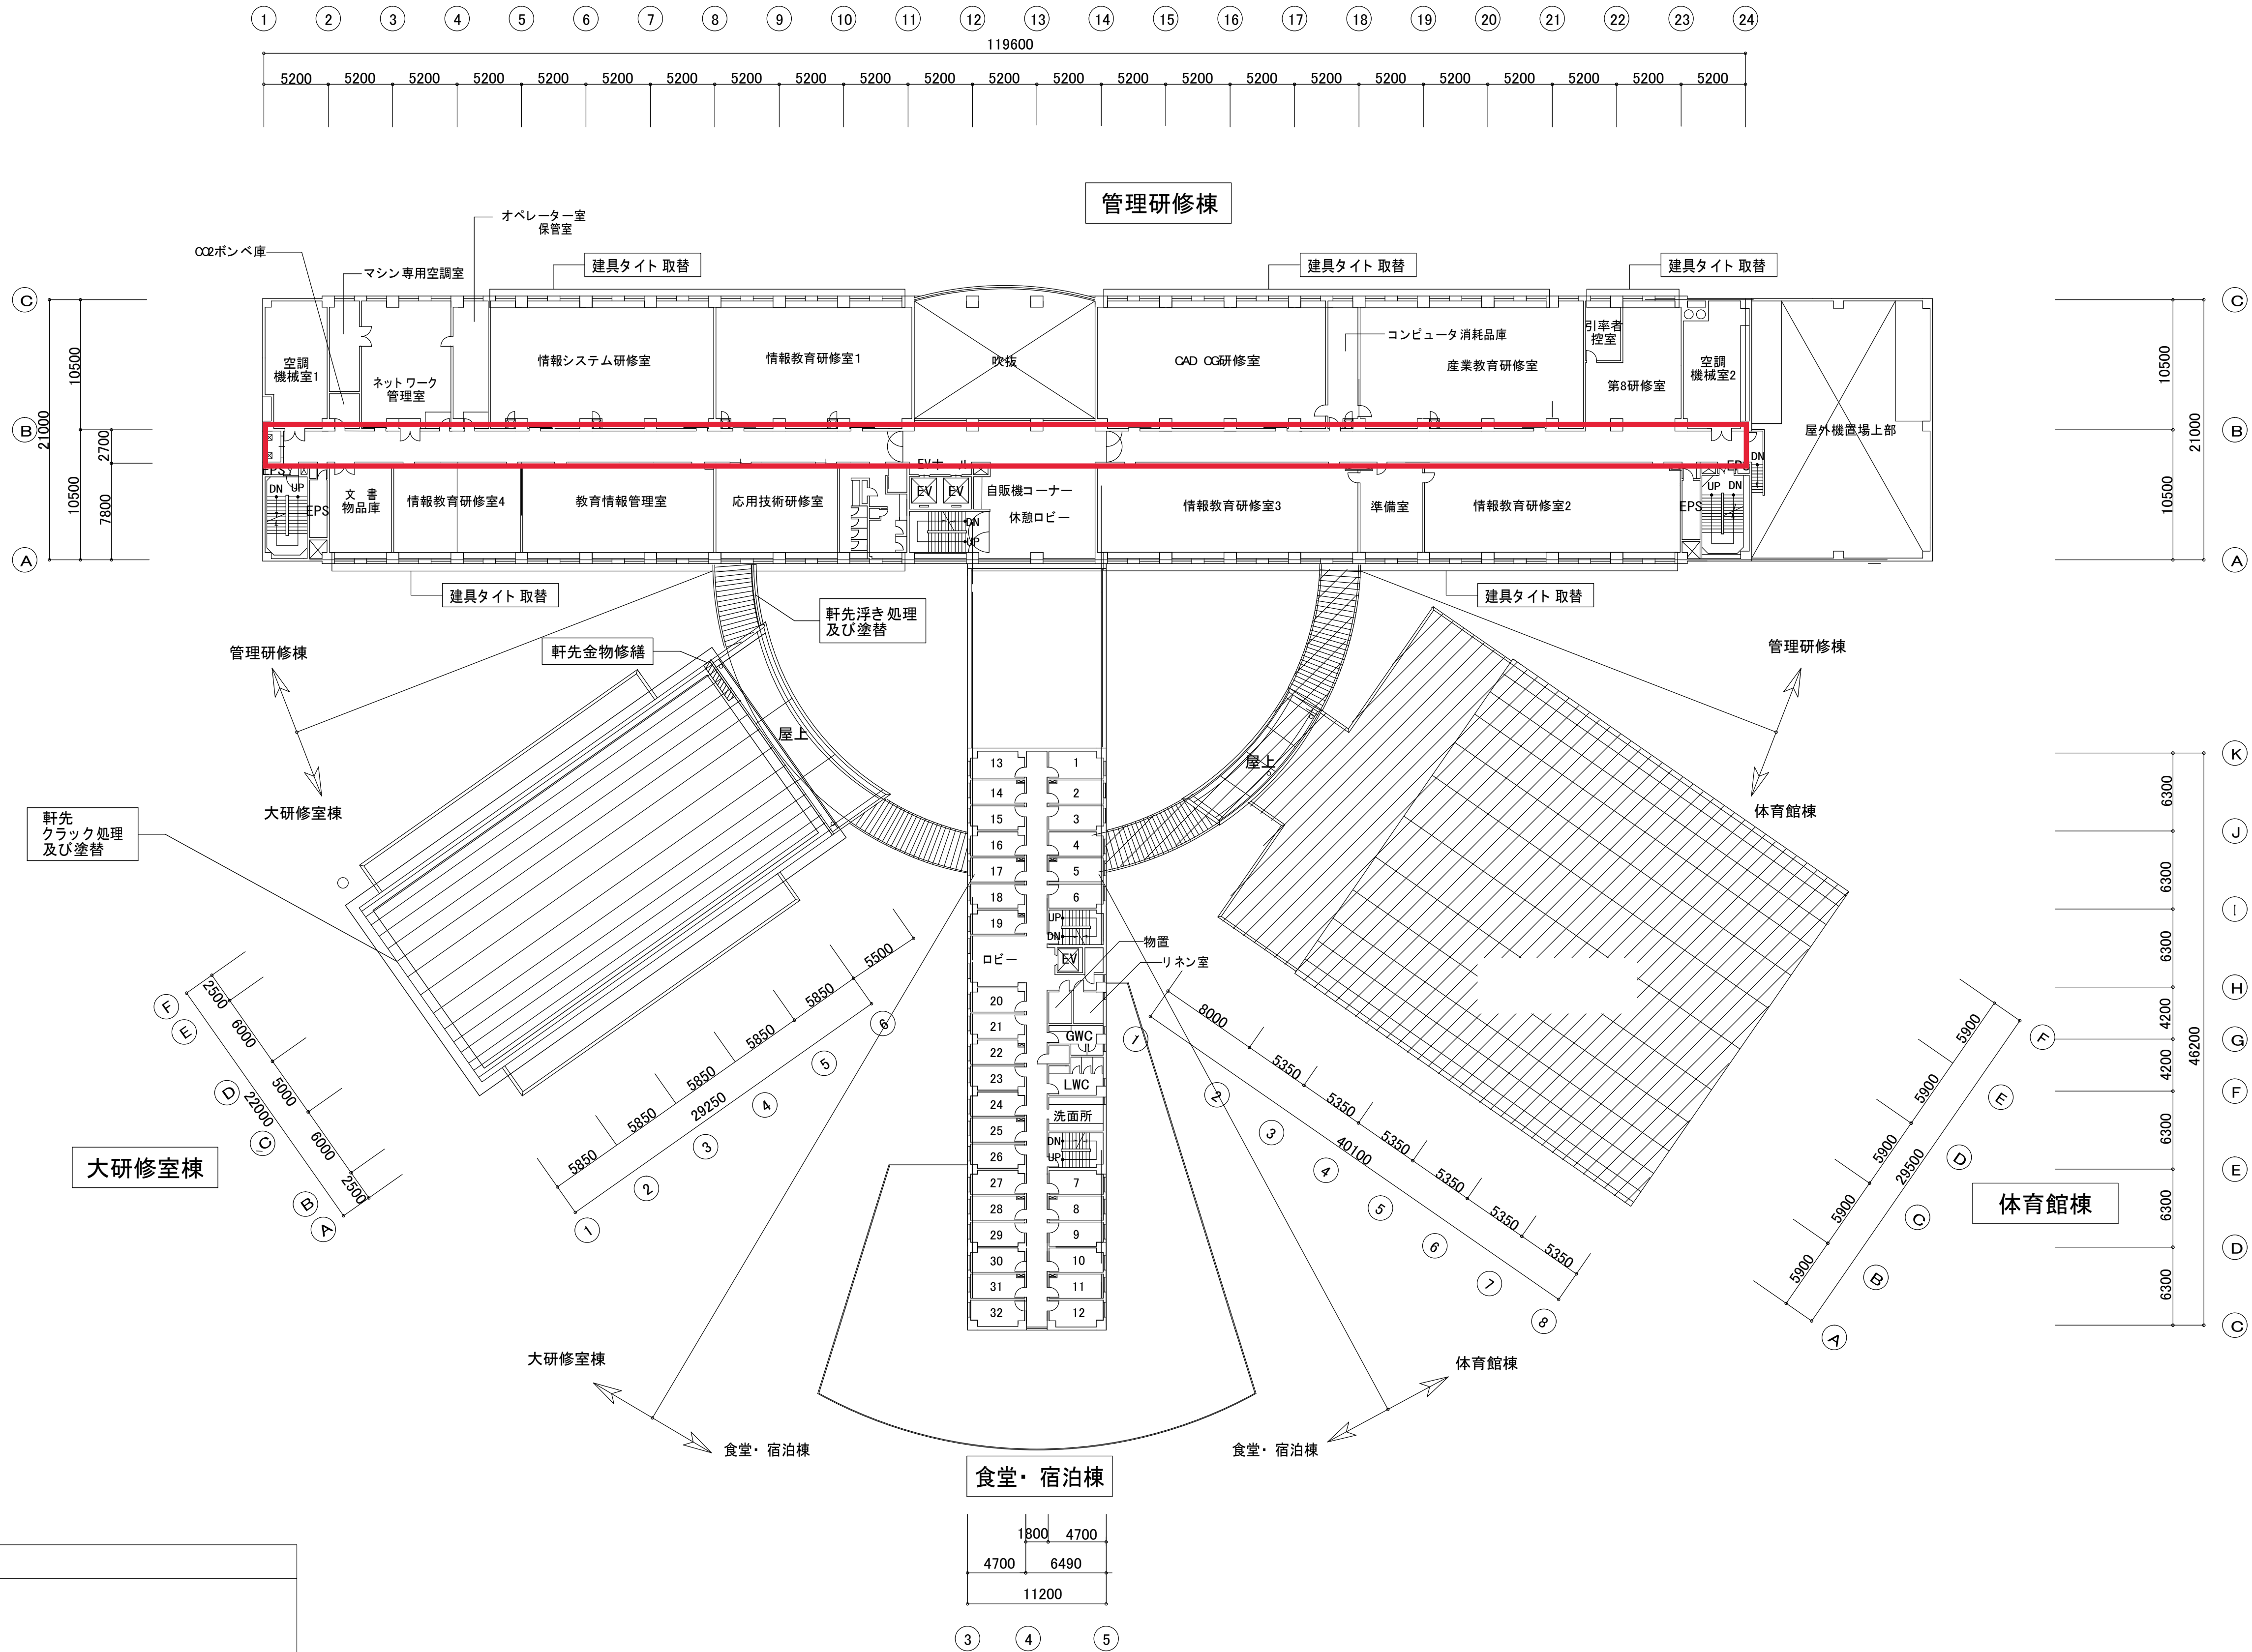 1 2 3 4 5 6 7 8 9 10 11 12 13 14 15 16 17 18 19 20 21 22 23 24
119600
5200 5200 5200 5200 5200 5200 5200 5200 5200 5200 5200 5200 5200 5200 5200 5200 5200 5200 5200 5200 5200 5200 5200
管理研修棟
オペレーター室
保管室
CO2ボンベ庫
マシン専用空調室
建具タイト取替
建具タイト取替
建具タイト取替
C
B
A
21000
10500
10500
2700
7800
空調
機械室1
ネットワーク
管理室
情報システム研修室
情報教育研修室1
吹抜
CAD CG研修室
コンピュータ消耗品庫
産業教育研修室
引率者
控室
第8研修室
空調
機械室2
屋外機置場上部
C
B
A
10500
10500
21000
EPS
DN UP
EPS
文書
物品庫
情報教育研修室4
教育情報管理室
応用技術研修室
EVホール
EV EV
DN
UP
自販機コーナー
休憩ロビー
情報教育研修室3
準備室
情報教育研修室2
EPS
EPS
UP DN
DN
建具タイト取替
軒先浮き処理
及び塗替
建具タイト取替
軒先金物修繕
管理研修棟
大研修室棟
管理研修棟
体育館棟
屋上
屋上
軒先
クラック処理
及び塗替
13 1
14 2
15 3
16 4
17 5
18 6
19
UP
DN
ロビー
EV
物置
リネン室
20
21
GWC
22
23
LWC
24
洗面所
25
DN
26
UP
27 7
28 8
29 9
30 10
31 11
32 12
K
J
I
H
G
F
E
D
C
6300
6300
6300
4200
4200
6300
6300
6300
46200
F
E
D
C
B
A
2500
6000
5000
6000
2500
22000
大研修室棟
5850
5850
5850
5850
5850
5500
29250
1
2
3
4
5
6
1
2
3
4
5
6
7
8
8000
5350
5350
5350
5350
5350
5350
40100
5900
5900
5900
5900
5900
29500
F
E
D
C
B
A
体育館棟
大研修室棟
食堂・宿泊棟
体育館棟
食堂・宿泊棟
食堂・宿泊棟
1800 4700
4700 6490
11200
3 4 5